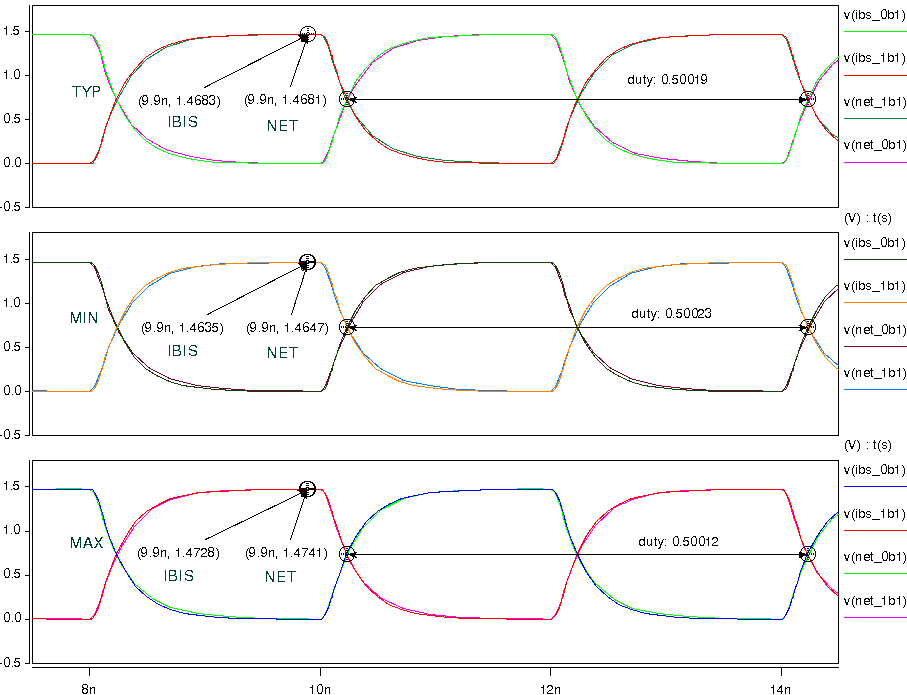 1.5
1.0
0.5
0.0
-0.5
TYP
(9.9n, 1.4683)
IBIS
(9.9n, 1.4681)
NET
duty: 0.50019
v(ibs_0b1)
v(ibs_1b1)
v(net_1b1)
v(net_0b1)
(V) : t(s)
1.5
1.0
0.5
0.0
-0.5
MIN
(9.9n, 1.4635)
IBIS
(9.9n, 1.4647)
NET
duty: 0.50023
v(ibs_0b1)
v(ibs_1b1)
v(net_0b1)
v(net_1b1)
(V) : t(s)
1.5
1.0
0.5
0.0
-0.5
MAX
(9.9n, 1.4728)
IBIS
(9.9n, 1.4741)
NET
duty: 0.50012
v(ibs_0b1)
v(ibs_1b1)
v(net_0b1)
v(net_1b1)
8n 10n 12n 14n